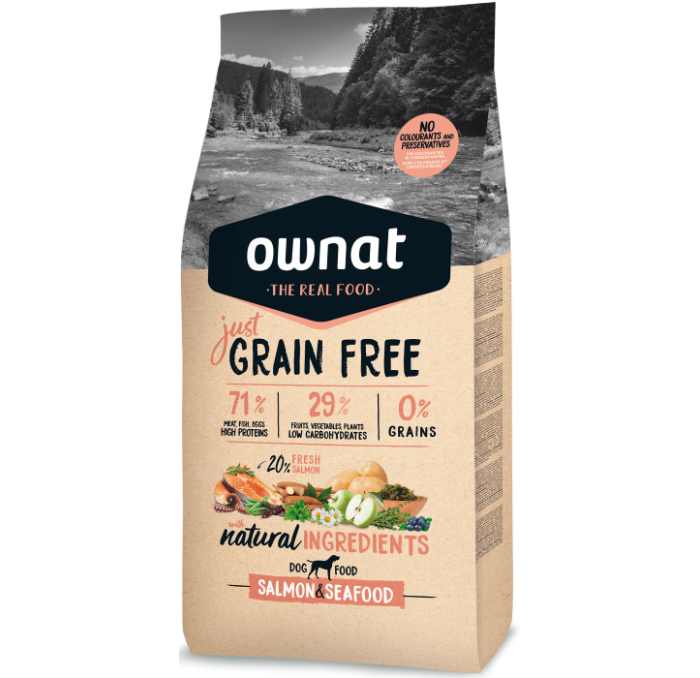 NO
COLOURANTS AND
PRESERVATIVES
ownat
·THE REAL FOOD·
just
GRAIN FREE
71% 29% 0%
MEAT, FISH, EGGS
HIGH PROTEINS
FRUITS, VEGETABLES, PLANTS
LOW CARBOHYDRATES
GRAINS
20% FRESH
SALMON
with
natural INGREDIENTS
DOG FOOD
SALMON & SEAFOOD